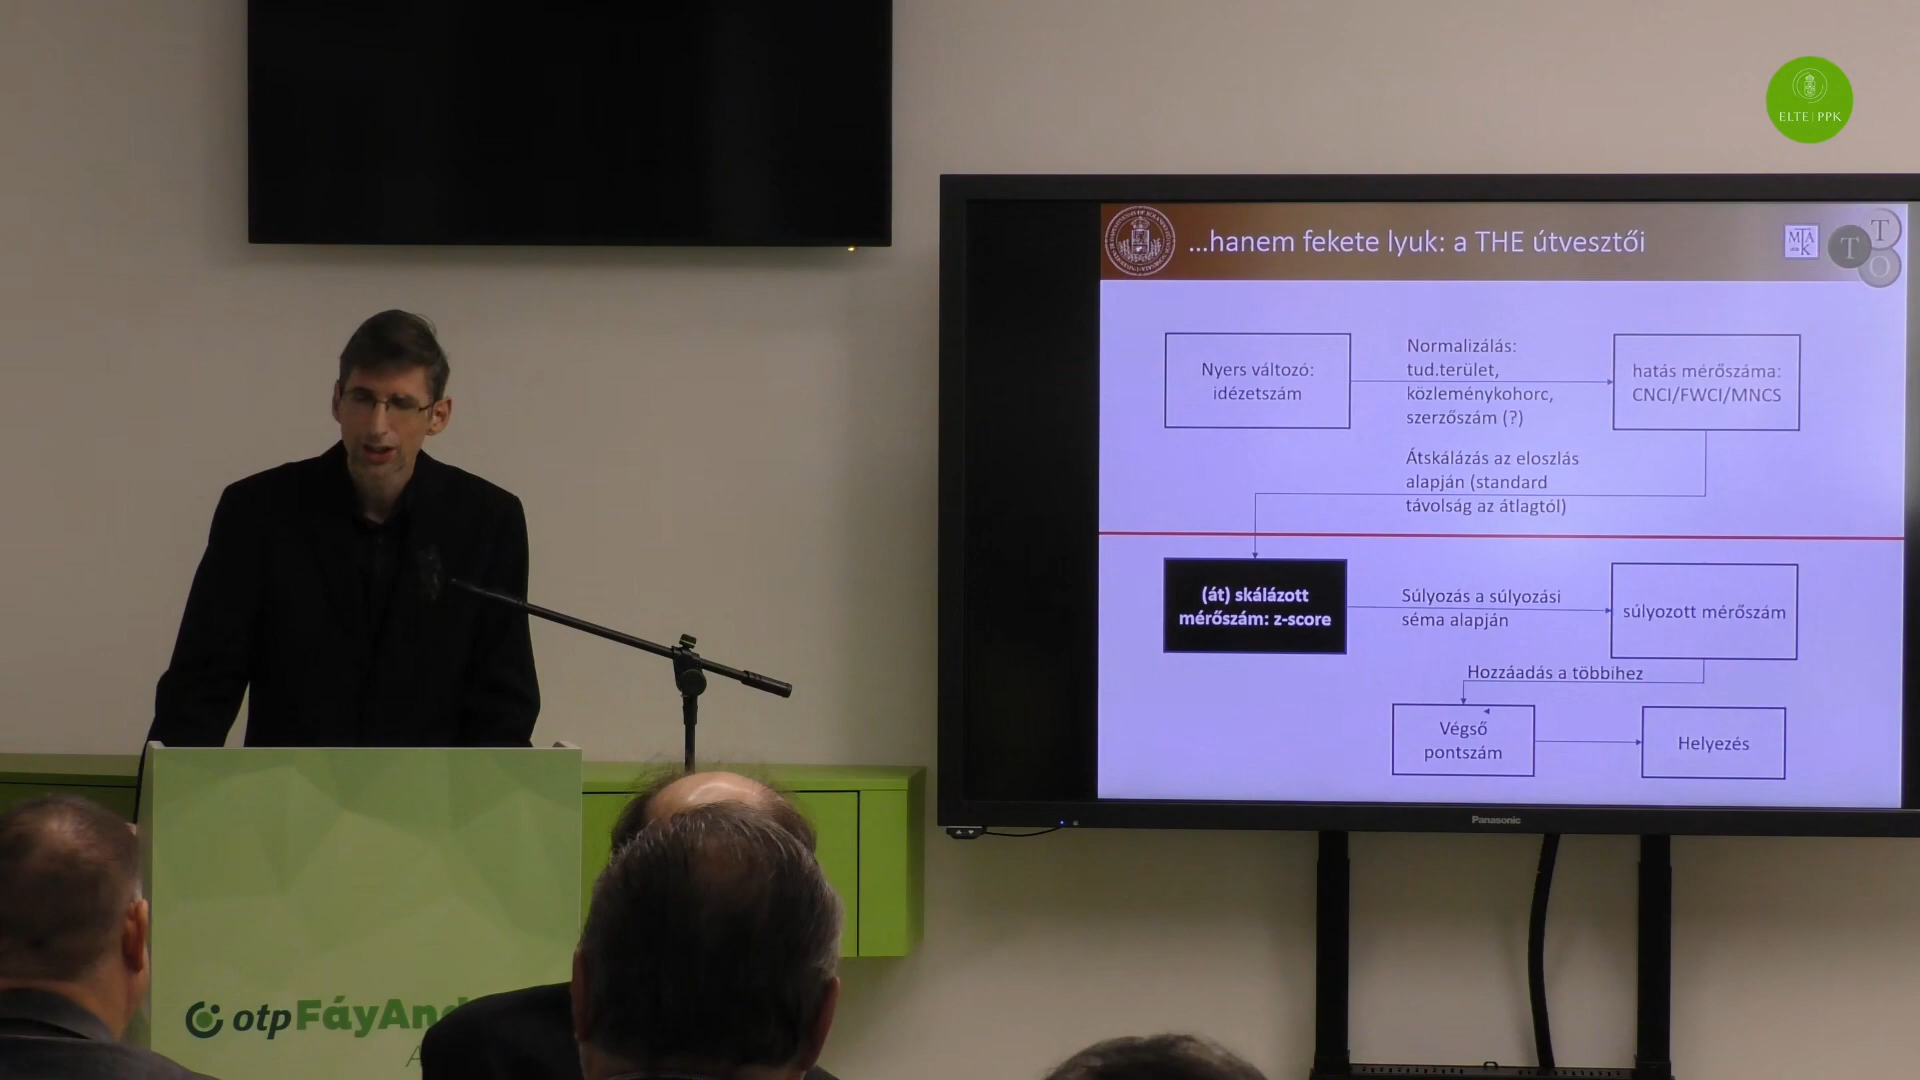 ELTE | PPK
...hanem fekete lyuk: a THE útvesztői
MTA
K
T
T
O
Nyers változó:
idézetszám
Normalizálás:
tud.terület,
közleménykohorc,
szerzőszám (?)
hatás mérőszáma:
CNCI/FWCI/MNCS
Átskálázás az eloszlás
alapján (standard
távolság az átlagtól)
(át) skálázott
mérőszám: z-score
Súlyozás a súlyozási
séma alapján
súlyozott mérőszám
Hozzáadás a többihez
Végső
pontszám
Helyezés
Panasonic
otp FáyAnd
A